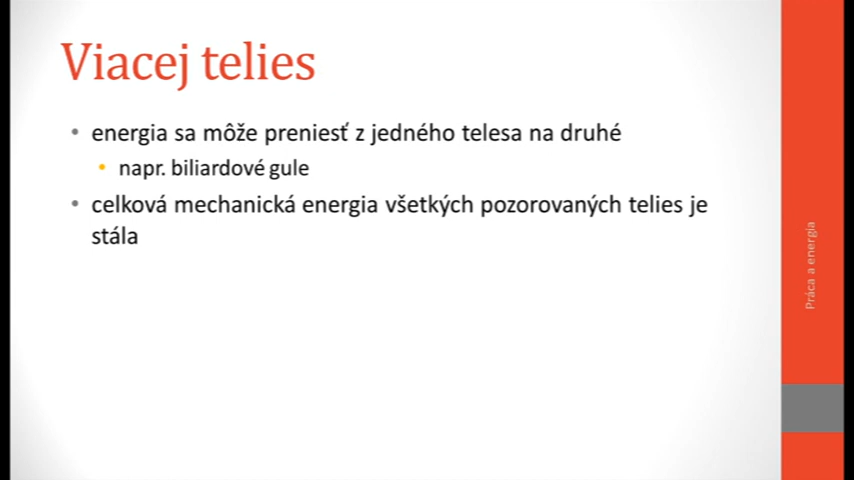 Viacej telies
• energia sa môže preniesť z jedného telesa na druhé
• napr. biliardové gule
• celková mechanická energia všetkých pozorovaných telies je
stála
Práca a energia